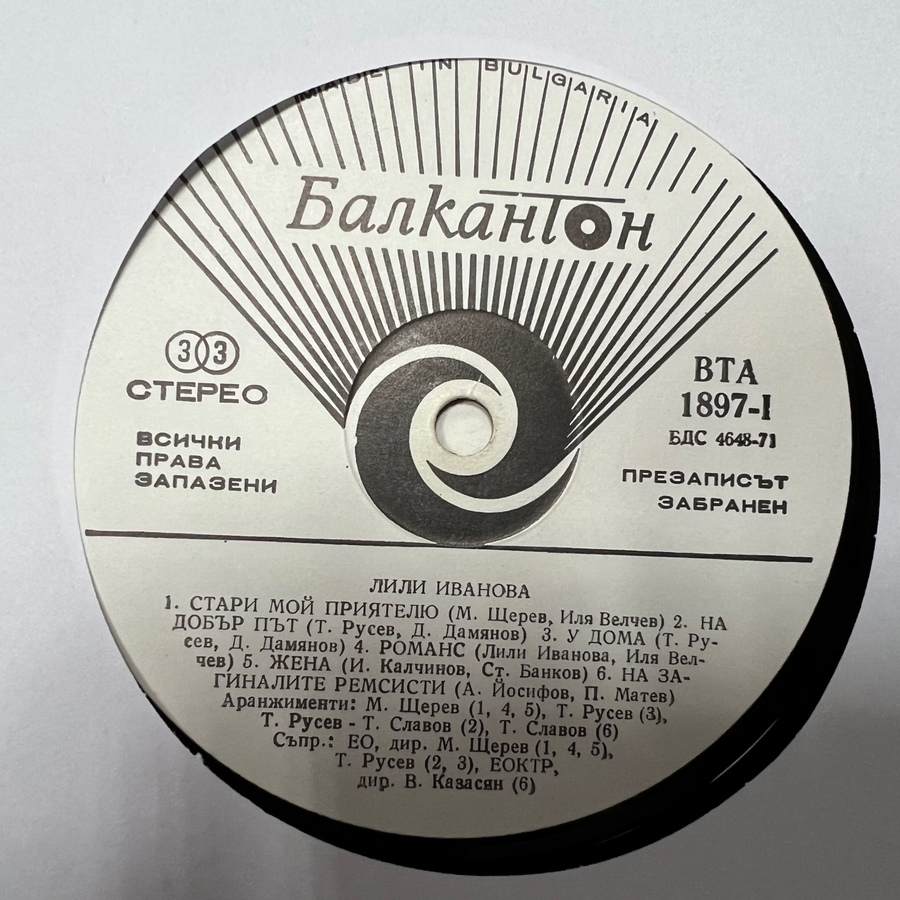 MADE IN BULGARIA
Балкантон
33
СТЕРЕО
ВСИЧКИ
ПРАВА
ЗАПАЗЕНИ
ВТА
1897-I
БДС 4648-71
ПРЕЗАПИСЪТ
ЗАБРАНЕН
ЛИЛИ ИВАНОВА
1. СТАРИ МОЙ ПРИЯТЕЛЮ (М. Щерев, Иля Велчев) 2. НА
ДОБЪР ПЪТ (Т. Русев, Д. Дамянов) 3. У ДОМА (Т. Ру-
сев, Д. Дамянов) 4. РОМАНС (Лили Иванова, Иля Вел-
чев) 5. ЖЕНА (И. Калчинов, Ст. Банков) 6. НА ЗА-
ГИНАЛИТЕ РЕМСИСТИ (А. Йосифов, П. Матев)
Аранжименти: М. Щерев (1, 4, 5), Т. Русев (3),
Т. Русев - Т. Славов (2), Т. Славов (6)
Съпр.: ЕО, дир. М. Щерев (1, 4, 5),
Т. Русев (2, 3), ЕОКТР,
дир. В. Казасян (6)